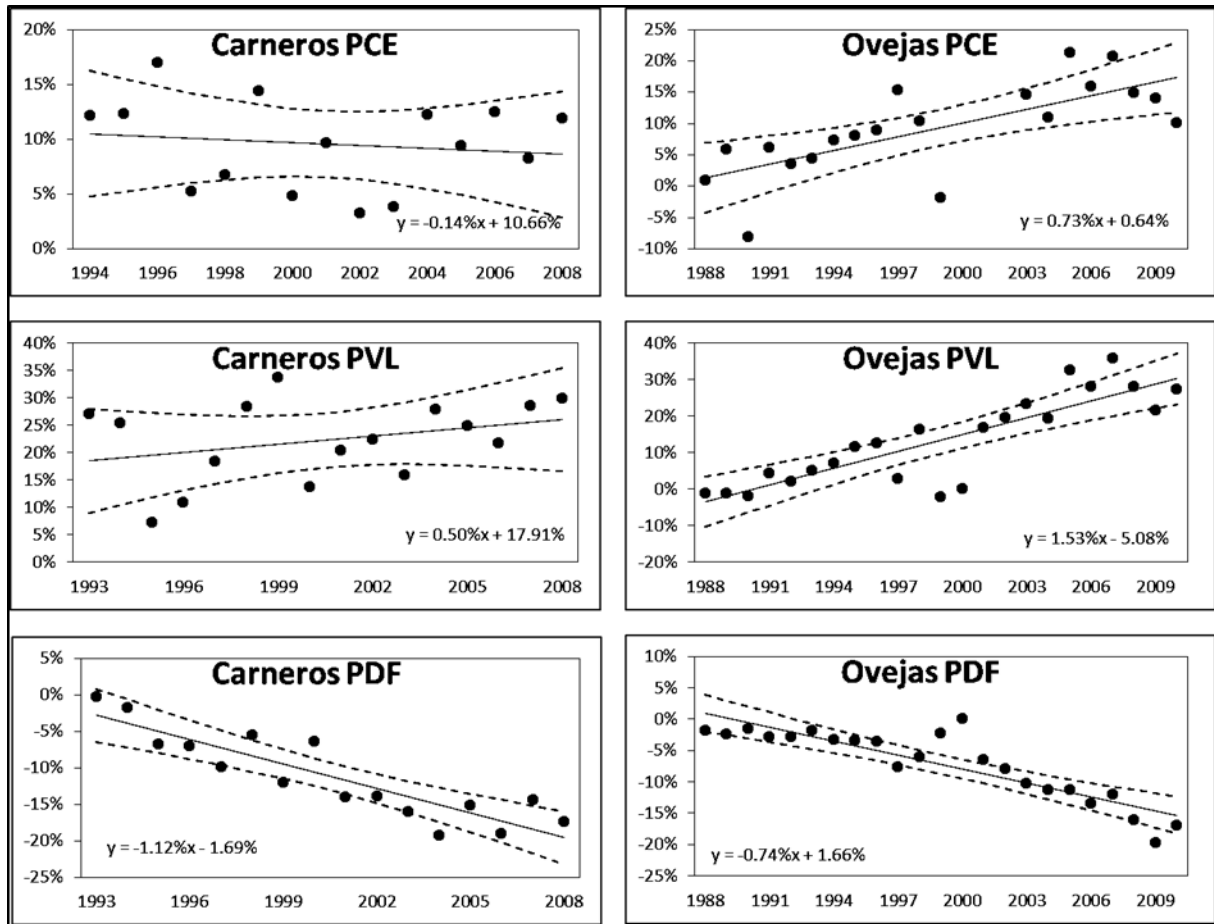 Carneros PCE
20%
15%
10%
5%
0%
y = -0.14%x + 10.66%
1994 1996 1998 2000 2002 2004 2006 2008
Ovejas PCE
25%
20%
15%
10%
5%
0%
-5%
-10%
y = 0.73%x + 0.64%
1988 1991 1994 1997 2000 2003 2006 2009
Carneros PVL
40%
35%
30%
25%
20%
15%
10%
5%
0%
y = 0.50%x + 17.91%
1993 1996 1999 2002 2005 2008
Ovejas PVL
40%
30%
20%
10%
0%
-10%
-20%
y = 1.53%x - 5.08%
1988 1991 1994 1997 2000 2003 2006 2009
Carneros PDF
5%
0%
-5%
-10%
-15%
-20%
-25%
y = -1.12%x - 1.69%
1993 1996 1999 2002 2005 2008
Ovejas PDF
10%
5%
0%
-5%
-10%
-15%
-20%
-25%
y = -0.74%x + 1.66%
1988 1991 1994 1997 2000 2003 2006 2009